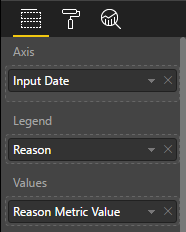 Axis
Input Date
Legend
Reason
Values
Reason Metric Value